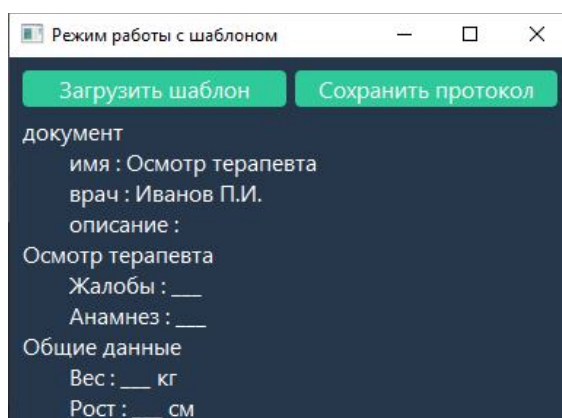 Режим работы с шаблоном
Загрузить шаблон Сохранить протокол
документ
имя : Осмотр терапевта
врач : Иванов П.И.
описание :
Осмотр терапевта
Жалобы : ___
Анамнез : ___
Общие данные
Вес : ___ кг
Рост : ___ см